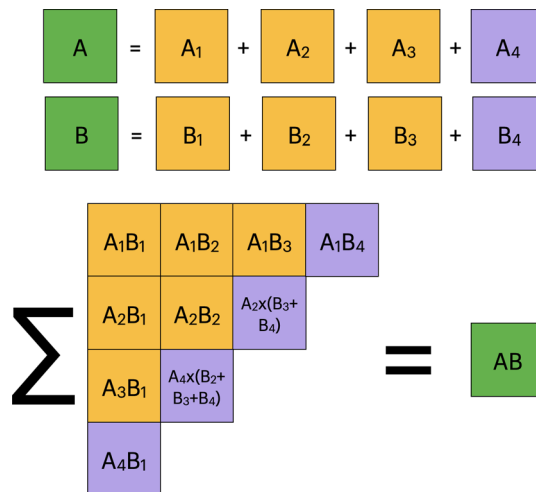 A = A₁ + A₂ + A₃ + A₄
B = B₁ + B₂ + B₃ + B₄
A₁B₁ A₁B₂ A₁B₃ A₁B₄
A₂B₁ A₂B₂ A₂x(B₃+
B₄)
∑ = AB
A₃B₁ A₄x(B₂+
B₃+B₄)
A₄B₁